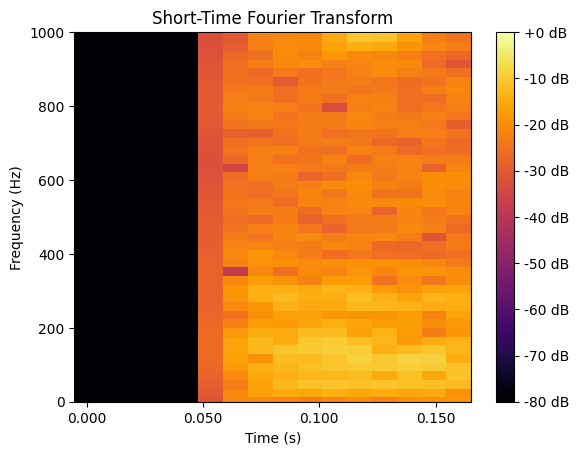 Short-Time Fourier Transform
1000
800
600
400
200
0
Frequency (Hz)
0.000
0.050
0.100
0.150
Time (s)
+0 dB
-10 dB
-20 dB
-30 dB
-40 dB
-50 dB
-60 dB
-70 dB
-80 dB